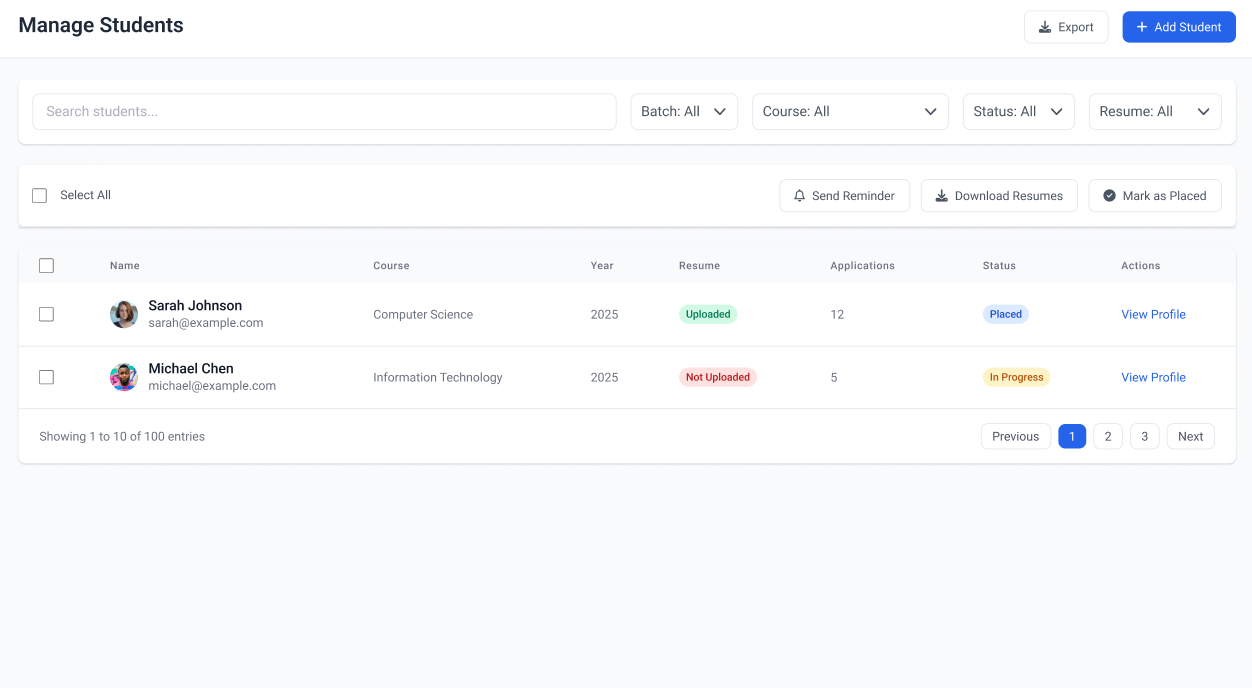 Manage Students
Export
Add Student
Search students...
Batch: All
Course: All
Status: All
Resume: All
Select All
Send Reminder
Download Resumes
Mark as Placed
Name Course Year Resume Applications Status Actions
Sarah Johnson
sarah@example.com
Computer Science
2025
Uploaded
12
Placed
View Profile
Michael Chen
michael@example.com
Information Technology
2025
Not Uploaded
5
In Progress
View Profile
Showing 1 to 10 of 100 entries
Previous 1 2 3 Next